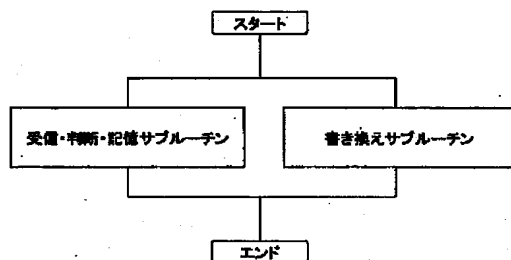 スタート
受信・判断・記憶サブルーチン
書き換えサブルーチン
エンド